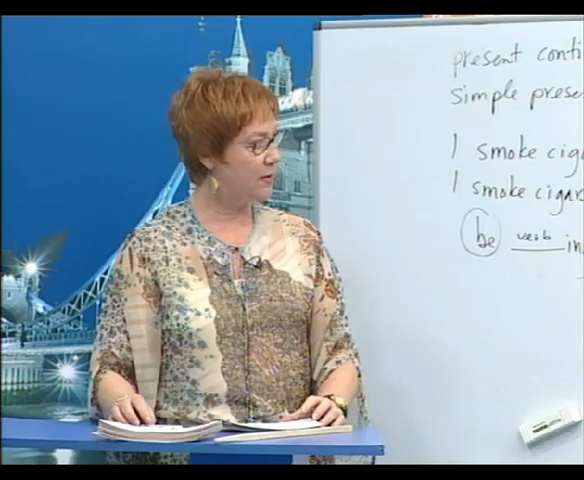 present conti
simple prese
I smoke ciga
I smoke cigar
be verb in